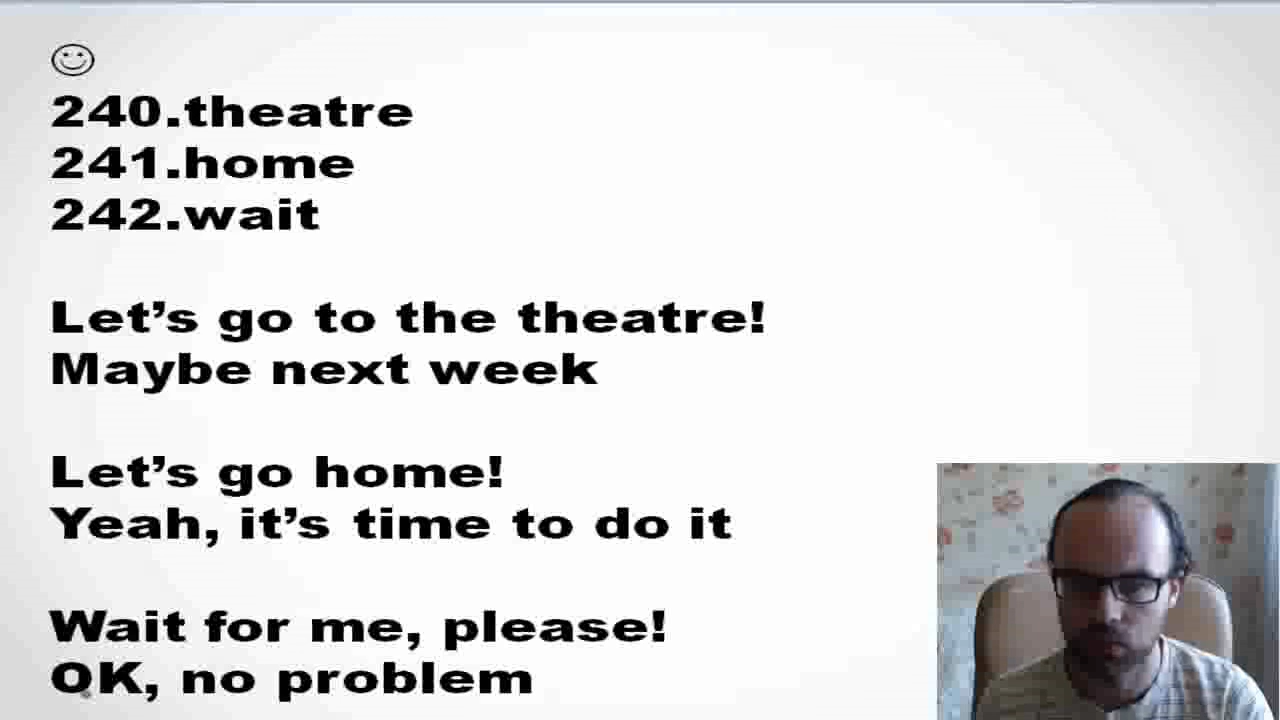 240.theatre
241.home
242.wait
Let’s go to the theatre!
Maybe next week
Let’s go home!
Yeah, it’s time to do it
Wait for me, please!
OK, no problem